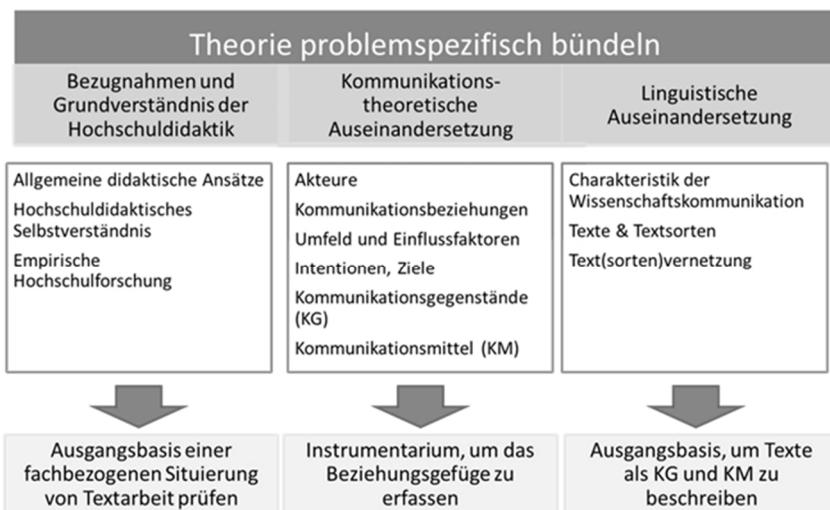 Theorie problemspezifisch bündeln
Bezugnahmen und
Grundverständnis der
Hochschuldidaktik
Kommunikations-
theoretische
Auseinandersetzung
Linguistische
Auseinandersetzung
Allgemeine didaktische Ansätze
Hochschuldidaktisches
Selbstverständnis
Empirische
Hochschulforschung
Akteure
Kommunikationsbeziehungen
Umfeld und Einflussfaktoren
Intentionen, Ziele
Kommunikationsgegenstände
(KG)
Kommunikationsmittel (KM)
Charakteristik der
Wissenschaftskommunikation
Texte & Textsorten
Text(sorten)vernetzung
Ausgangsbasis einer
fachbezogenen Situierung
von Textarbeit prüfen
Instrumentarium, um das
Beziehungsgefüge zu
erfassen
Ausgangsbasis, um Texte
als KG und KM zu
beschreiben